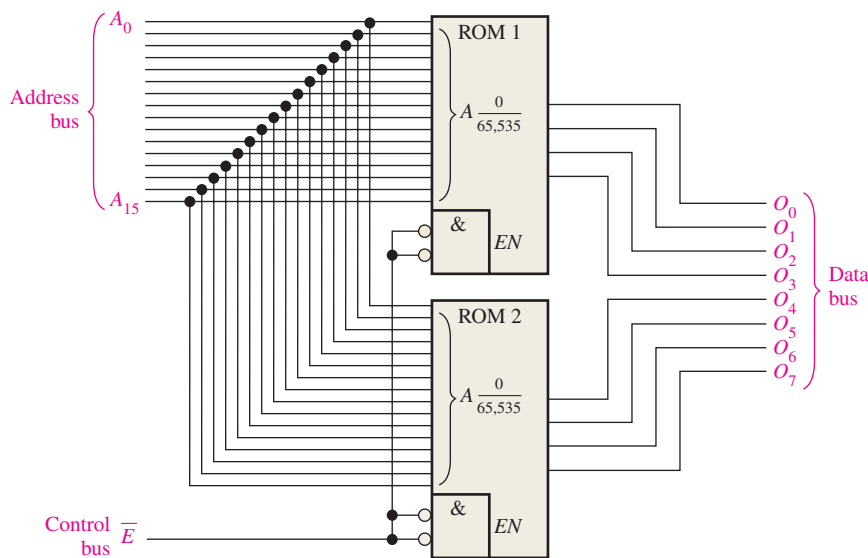 A0
Address
bus
A15
ROM 1
A 0
65,535
&
EN
ROM 2
A 0
65,535
&
EN
O0
O1
O2
O3
O4
O5
O6
O7
Data
bus
Control
bus E̅